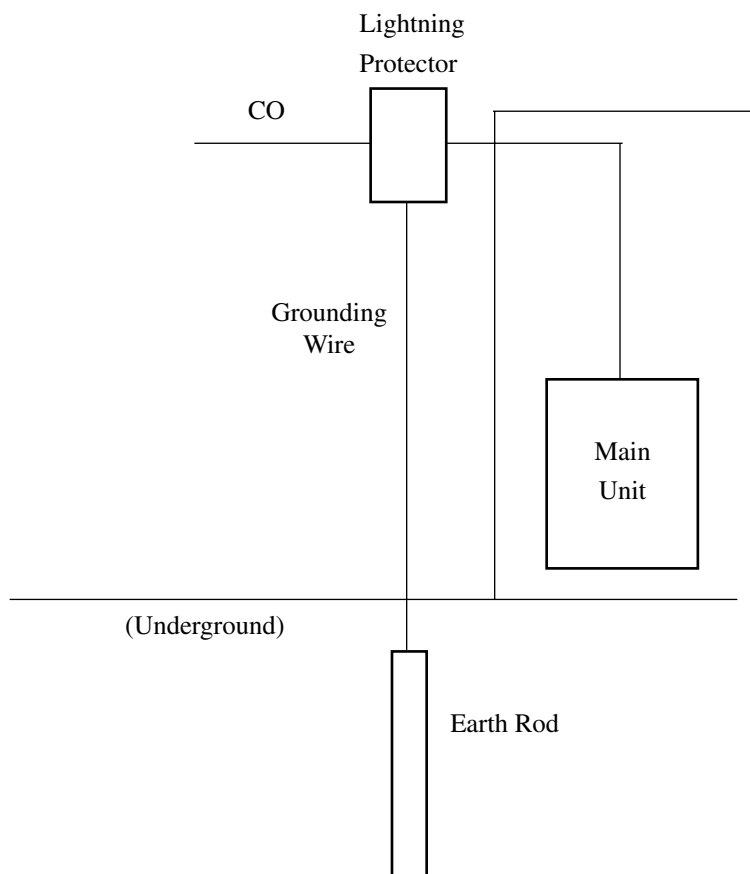 Lightning
Protector
CO
Grounding
Wire
Main
Unit
(Underground)
Earth Rod